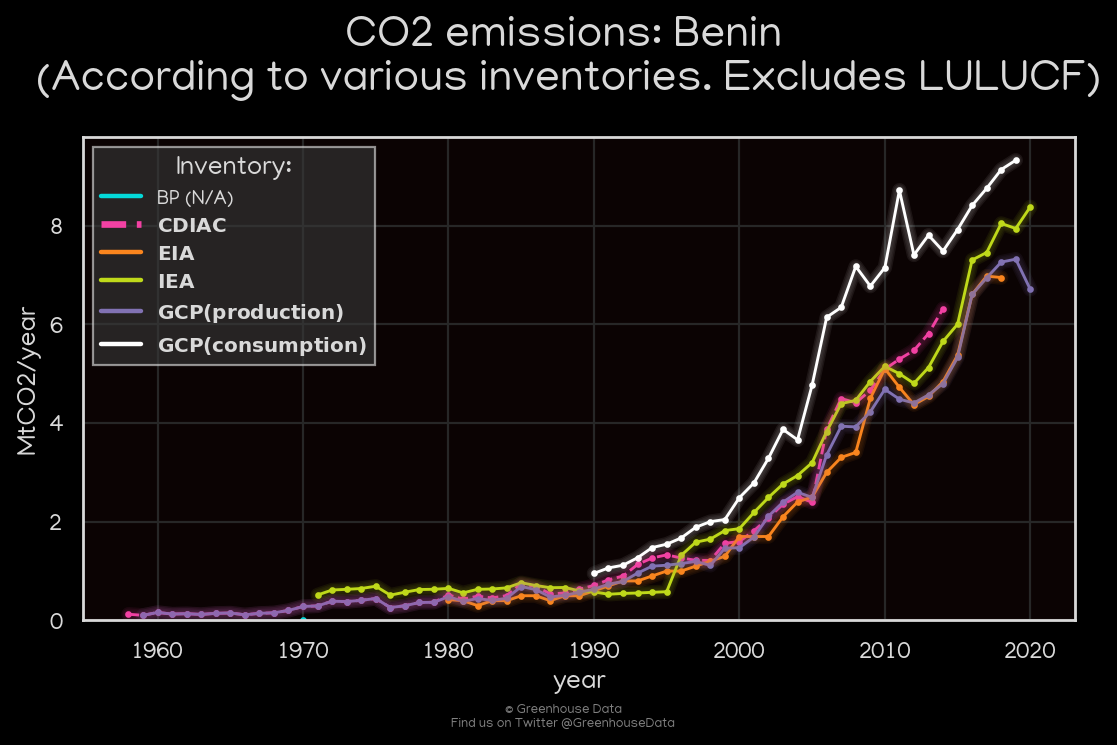 CO2 emissions: Benin
(According to various inventories. Excludes LULUCF)
Inventory:
BP (N/A)
CDIAC
EIA
IEA
GCP(production)
GCP(consumption)
MtCO2/year
8
6
4
2
0
1960 1970 1980 1990 2000 2010 2020
year
© Greenhouse Data
Find us on Twitter @GreenhouseData